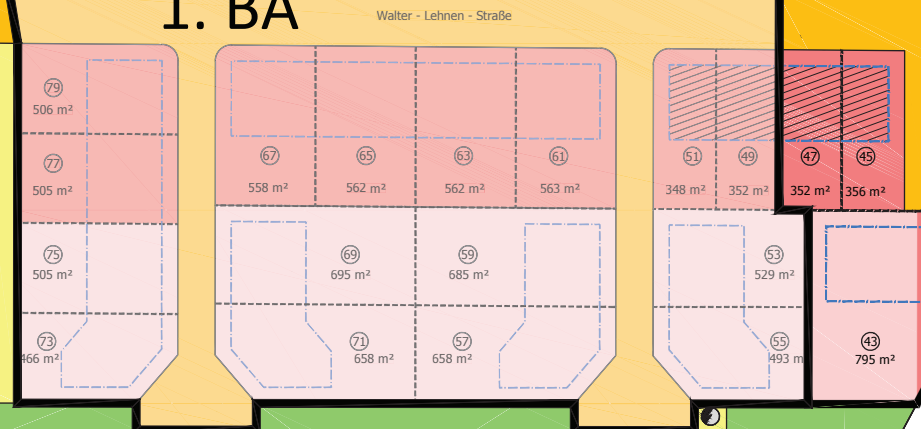 1. BA
Walter - Lehnen - Straße
79
506 m²
77
505 m²
75
505 m²
73
466 m²
67
558 m²
65
562 m²
63
562 m²
61
563 m²
69
695 m²
59
685 m²
71
658 m²
57
658 m²
51
348 m²
49
352 m²
47
352 m²
45
356 m²
53
529 m²
55
493 m
43
795 m²